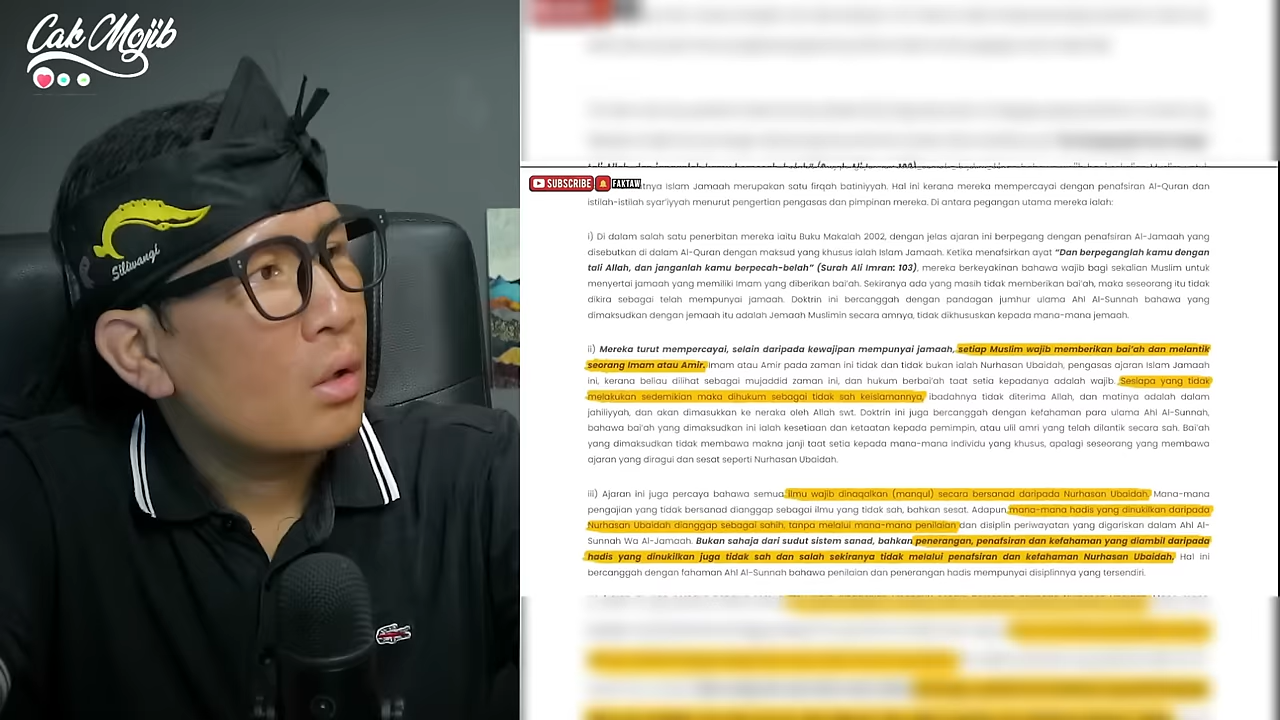 Cak Mojib
Siliwangi
SUBSCRIBE
FAKTAW
tnya Islam Jamaah merupakan satu firqah batiniyyah. Hal ini kerana mereka mempercayai dengan penafsiran Al-Quran dan
istilah-istilah syar'iyyah menurut pengertian pengasas dan pimpinan mereka. Di antara pegangan utama mereka ialah:
i) Di dalam salah satu penerbitan mereka iaitu Buku Makalah 2002, dengan jelas ajaran ini berpegang dengan penafsiran Al-Jamaah yang
disebutkan di dalam Al-Quran dengan maksud yang khusus ialah Islam Jamaah. Ketika menafsirkan ayat "Dan berpeganglah kamu dengan
tali Allah, dan janganlah kamu berpecah-belah" (Surah Ali Imran: 103), mereka berkeyakinan bahawa wajib bagi sekalian Muslim untuk
menyertai jamaah yang memiliki Imam yang diberikan bai'ah. Sekiranya ada yang masih tidak memberikan bai'ah, maka seseorang itu tidak
dikira sebagai telah mempunyai jamaah. Doktrin ini bercanggah dengan pandagan jumhur ulama Ahl Al-Sunnah bahawa yang
dimaksudkan dengan jemaah itu adalah Jemaah Muslimin secara amnya, tidak dikhususkan kepada mana-mana jemaah.
ii) Mereka turut mempercayai, selain daripada kewajipan mempunyai jamaah, setiap Muslim wajib memberikan bai'ah dan melantik
seorang Imam atau Amir. Imam atau Amir pada zaman ini tidak dan tidak bukan ialah Nurhasan Ubaidah, pengasas ajaran Islam Jamaah
ini, kerana beliau dilihat sebagai mujaddid zaman ini, dan hukum berbai'ah taat setia kepadanya adalah wajib. Sesiapa yang tidak
melakukan sedemikian maka dihukum sebagai tidak sah keislamannya, ibadahnya tidak diterima Allah, dan matinya adalah dalam
jahiliyyah, dan akan dimasukkan ke neraka oleh Allah swt. Doktrin ini juga bercanggah dengan kefahaman para ulama Ahl Al-Sunnah,
bahawa bai'ah yang dimaksudkan ini ialah kesetiaan dan ketaatan kepada pemimpin, atau ulil amri yang telah dilantik secara sah. Bai'ah
yang dimaksudkan tidak membawa makna janji taat setia kepada mana-mana individu yang khusus, apalagi seseorang yang membawa
ajaran yang diragui dan sesat seperti Nurhasan Ubaidah.
iii) Ajaran ini juga percaya bahawa semua ilmu wajib dinaqalkan (manqul) secara bersanad daripada Nurhasan Ubaidah. Mana-mana
pengajian yang tidak bersanad dianggap sebagai ilmu yang tidak sah, bahkan sesat. Adapun, mana-mana hadis yang dinukilkan daripada
Nurhasan Ubaidah dianggap sebagai sahih, tanpa melalui mana-mana penilaian dan disiplin periwayatan yang digariskan dalam Ahl Al-
Sunnah Wa Al-Jamaah. Bukan sahaja dari sudut sistem sanad, bahkan penerangan, penafsiran dan kefahaman yang diambil daripada
hadis yang dinukilkan juga tidak sah dan salah sekiranya tidak melalui penafsiran dan kefahaman Nurhasan Ubaidah. Hal ini
bercanggah dengan fahaman Ahl Al-Sunnah bahawa penilaian dan penerangan hadis mempunyai disiplinnya yang tersendiri.